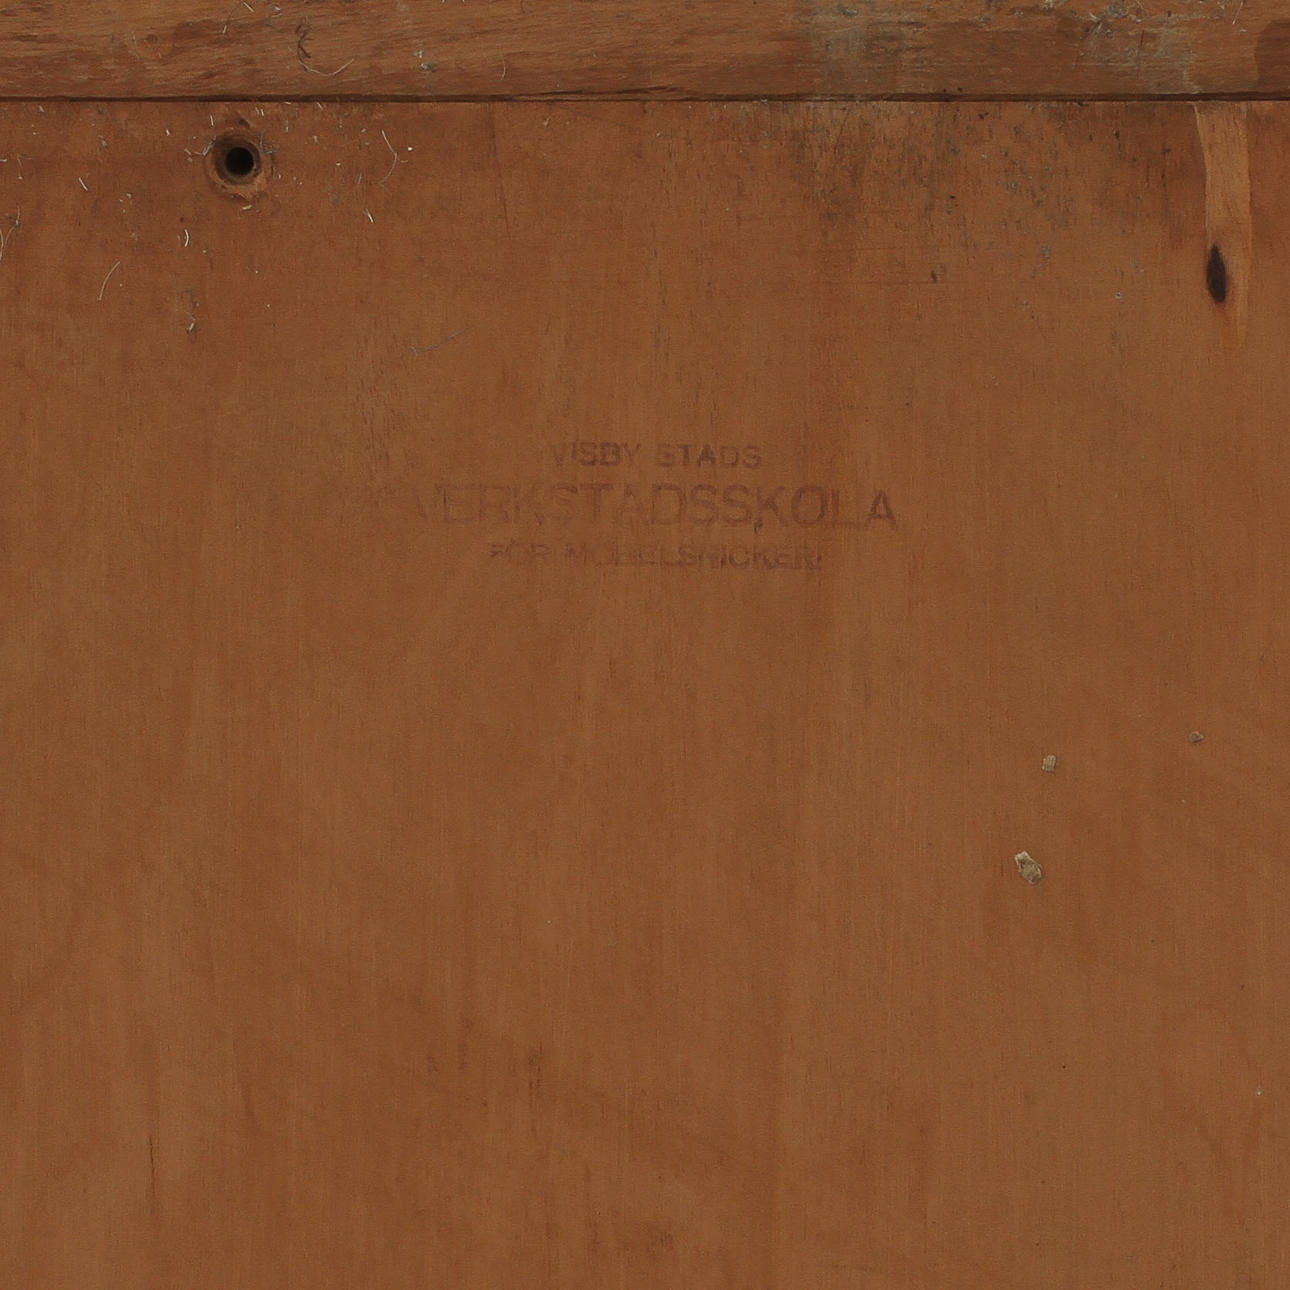 VISBY STADS
VERKSTADSSKOLA
FÖR MÖBELSNICKERI